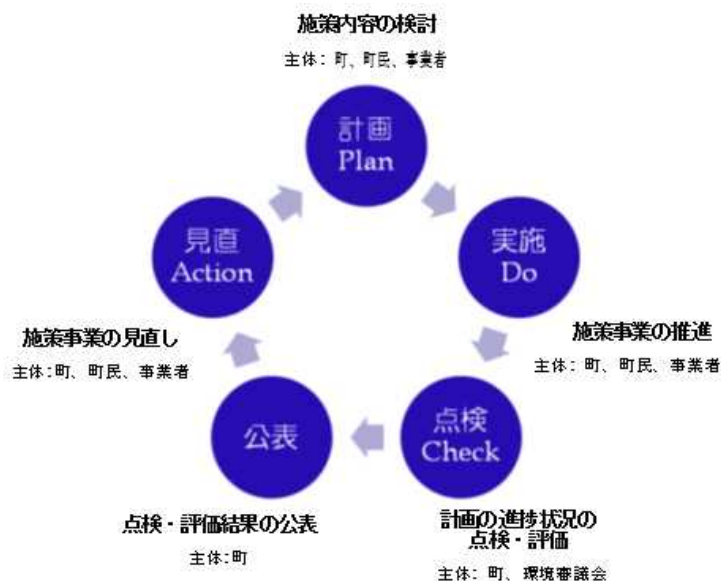 施策内容の検討
主体：町、町民、事業者
計画
Plan
実施
Do
施策事業の推進
主体：町、町民、事業者
点検
Check
計画の進捗状況の
点検・評価
主体：町、環境審議会
公表
点検・評価結果の公表
主体：町
見直
Action
施策事業の見直し
主体：町、町民、事業者